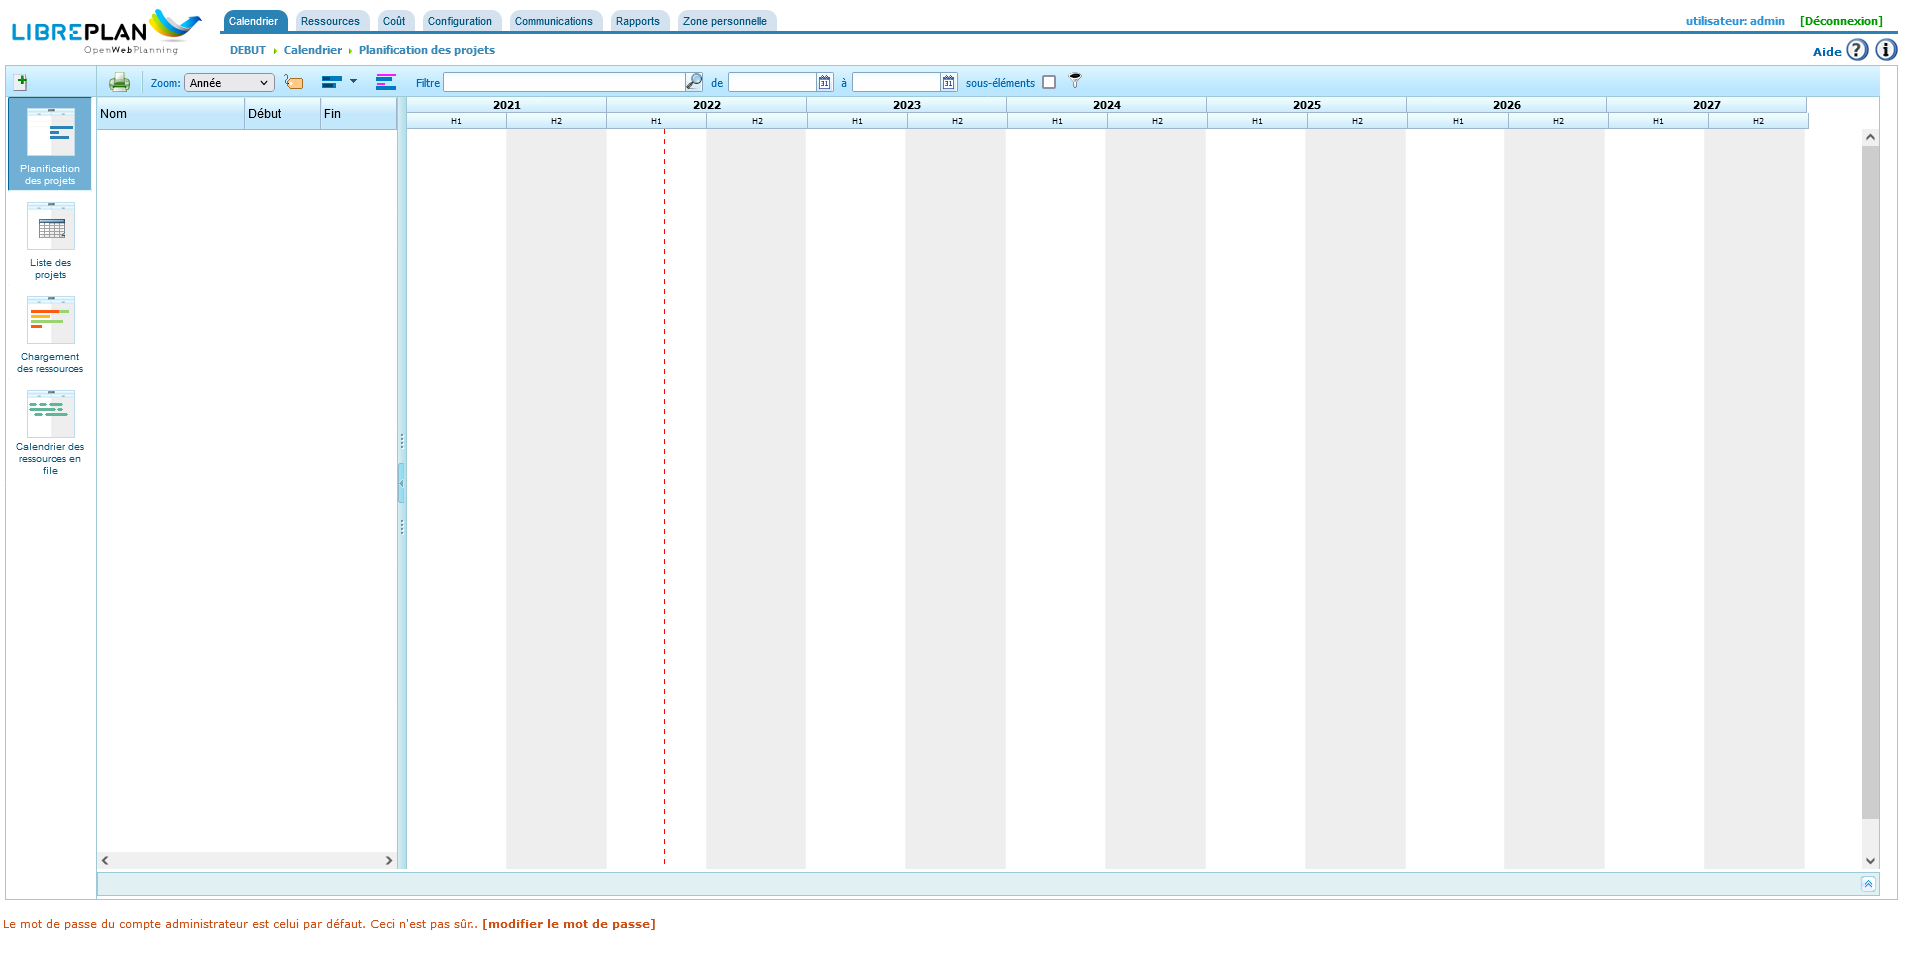 LIBREPLAN
OpenWebPlanning
Calendrier Ressources Coût Configuration Communications Rapports Zone personnelle
utilisateur: admin [Déconnexion]
DEBUT Calendrier Planification des projets
Aide ? i
Zoom: Année Filtre de 31 à 31 sous-éléments
Nom Début Fin
2021 2022 2023 2024 2025 2026 2027
H1 H2 H1 H2 H1 H2 H1 H2 H1 H2 H1 H2 H1 H2
Planification
des projets
Liste des
projets
Chargement
des ressources
Calendrier des
ressources en
file
Le mot de passe du compte administrateur est celui par défaut. Ceci n'est pas sûr.. [modifier le mot de passe]